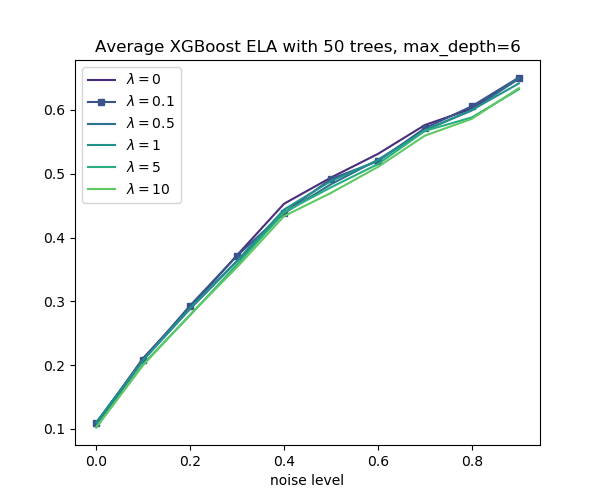 Average XGBoost ELA with 50 trees, max_depth=6
λ = 0
λ = 0.1
λ = 0.5
λ = 1
λ = 5
λ = 10
0.6
0.5
0.4
0.3
0.2
0.1
0.0 0.2 0.4 0.6 0.8
noise level